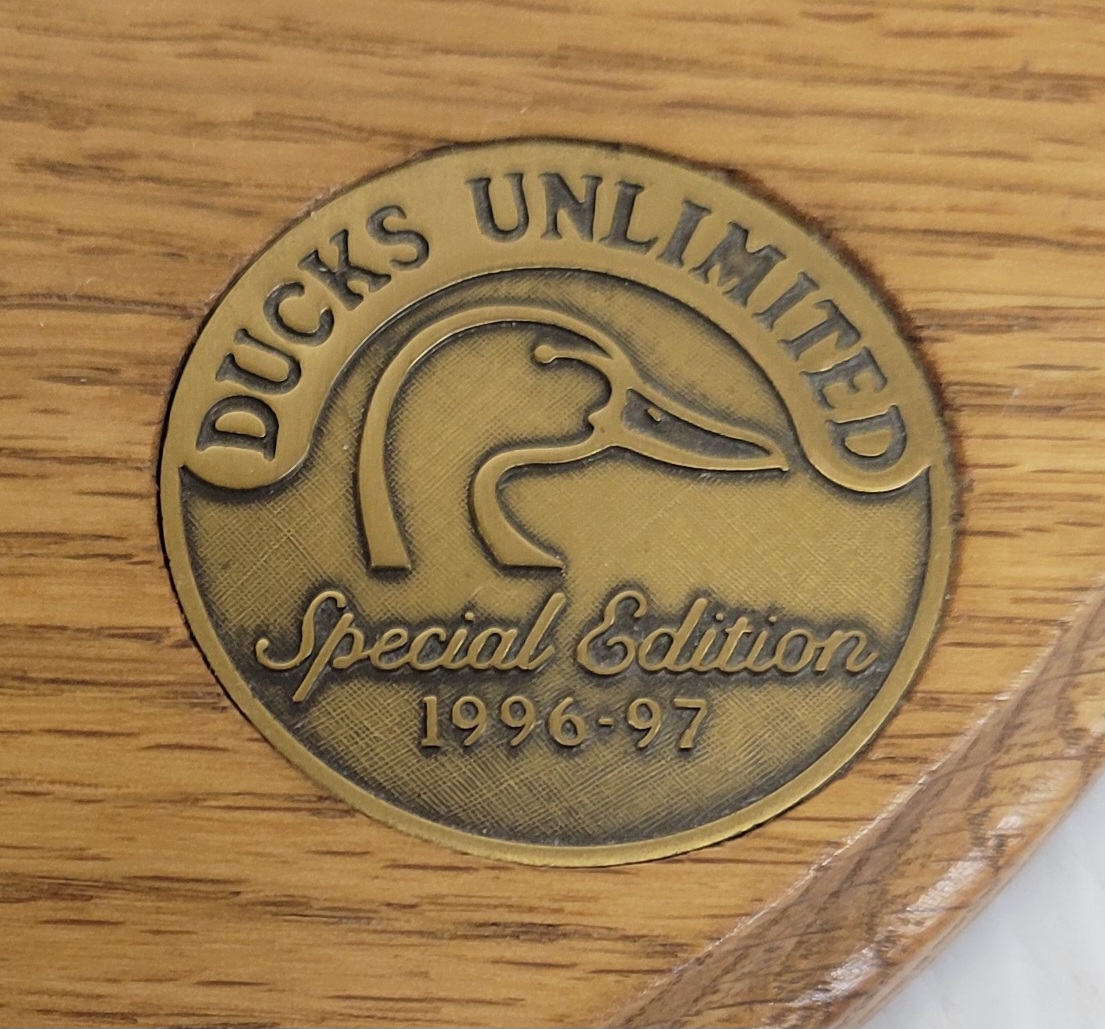 DUCKS UNLIMITED
Special Edition
1996-97